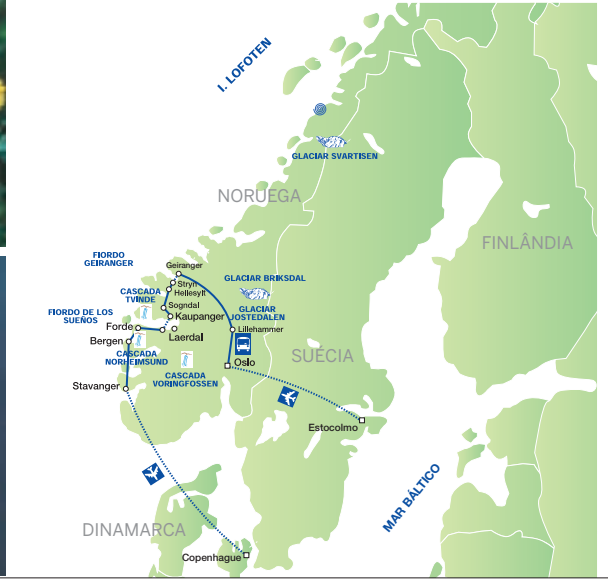 I. LOFOTEN
GLACIAR SVARTISEN
NORUEGA
FINLÂNDIA
FIORDO
GEIRANGER
Geiranger
Stryn
Hellesylt
GLACIAR BRIKSDAL
CASCADA
TVINDE
Sogndal
Kaupanger
GLACIAR
JOSTEDALEN
FIORDO DE LOS
SUEÑOS
Forde
Laerdal
Lillehammer
Bergen
CASCADA
NORHEIMSUND
CASCADA
VORINGFOSSEN
Oslo
SUÉCIA
Stavanger
Estocolmo
MAR BÁLTICO
DINAMARCA
Copenhague